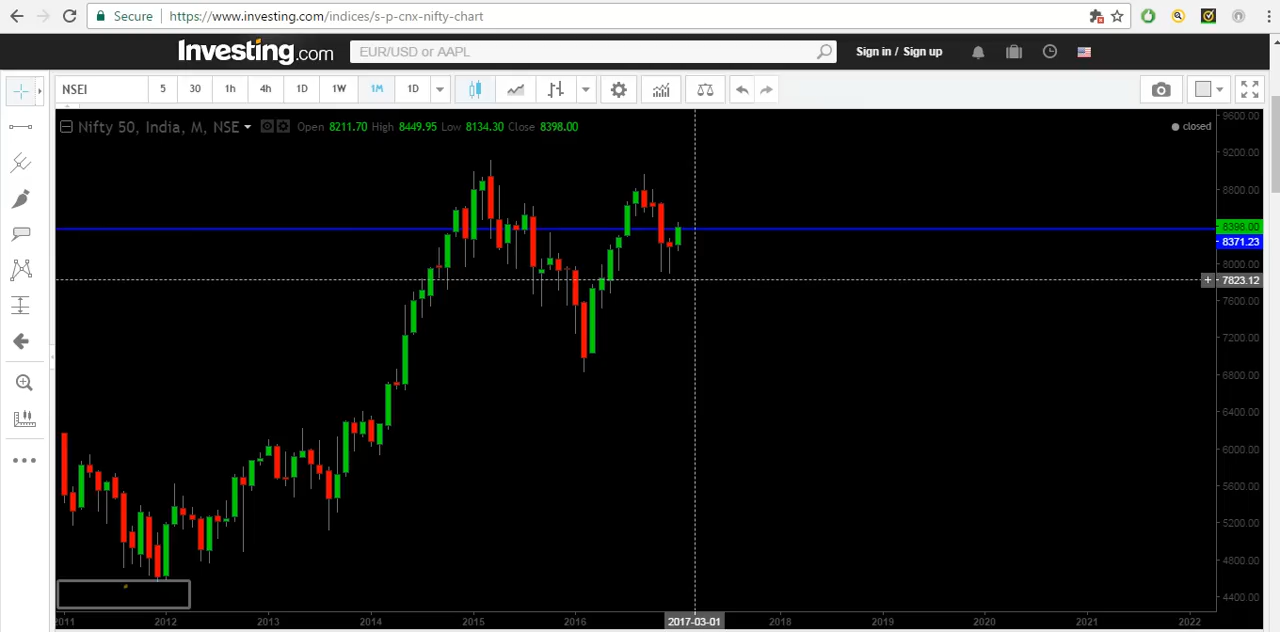 Secure https://www.investing.com/indices/s-p-cnx-nifty-chart
Investing.com EUR/USD or AAPL Sign in / Sign up
NSEI 5 30 1h 4h 1D 1W 1M 1D
Nifty 50, India, M, NSE Open 8211.70 High 8449.95 Low 8134.30 Close 8398.00
closed
9600.00
9200.00
8800.00
8398.00
8371.23
8000.00
+ 7823.12
7600.00
7200.00
6800.00
6400.00
6000.00
5600.00
5200.00
4800.00
4400.00
2011 2012 2013 2014 2015 2016 2017-03-01 2018 2019 2020 2021 2022